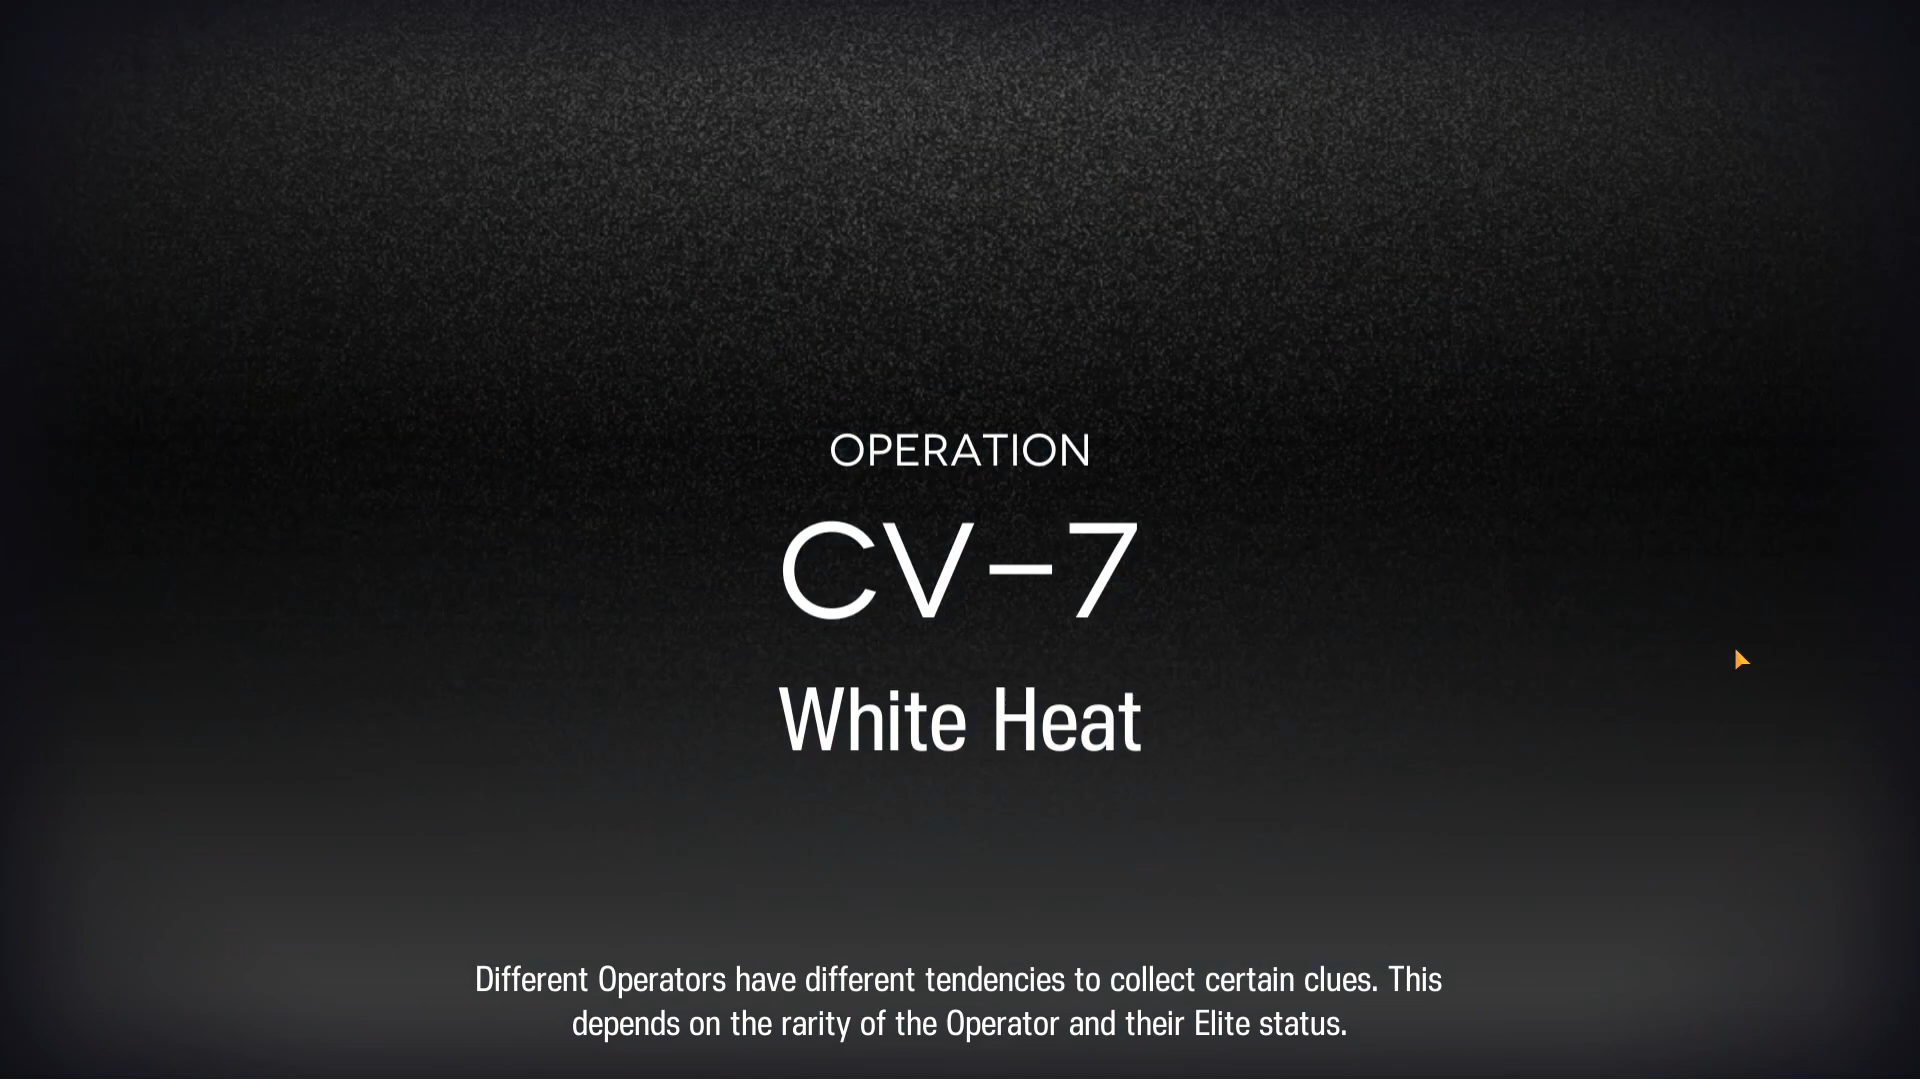 OPERATION
CV-7
White Heat
Different Operators have different tendencies to collect certain clues. This
depends on the rarity of the Operator and their Elite status.